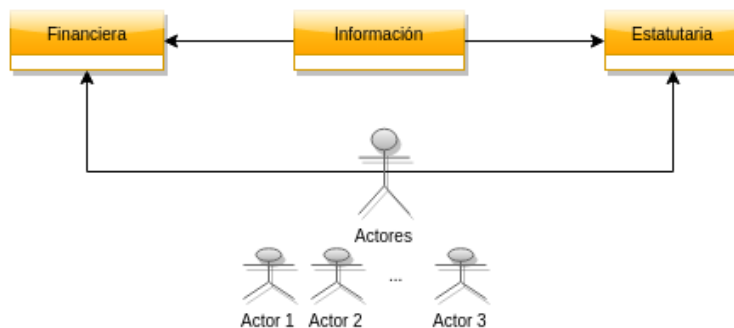 Financiera
Información
Estatutaria
Actores
...
Actor 1
Actor 2
Actor 3